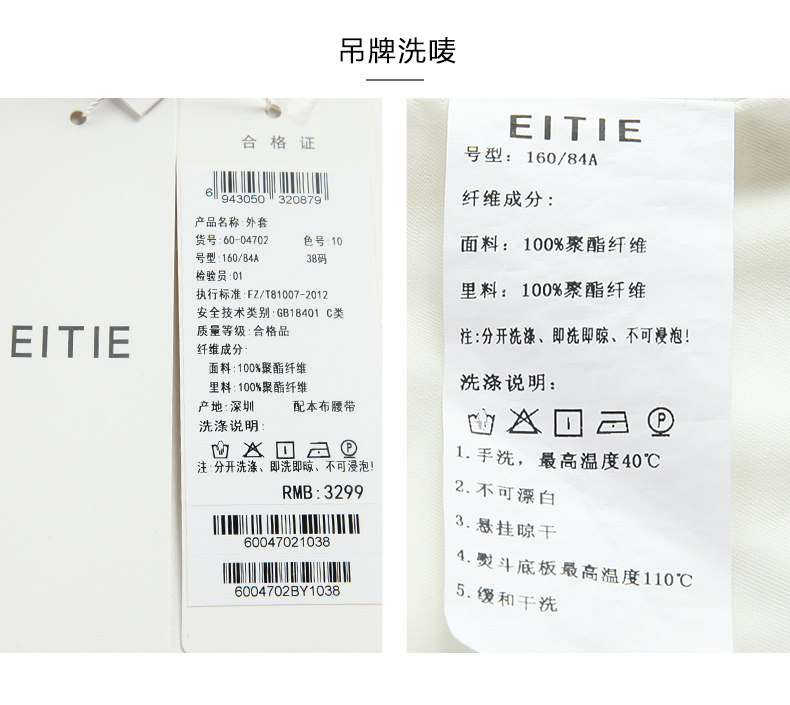 吊牌洗唛
EITIE
合格证
6 943050 320879
产品名称:外套
货号:60-04702 色号:10
号型:160/84A 38码
检验员:01
执行标准:FZ/T81007-2012
安全技术类别:GB18401 C类
质量等级:合格品
纤维成分:
面料:100%聚酯纤维
里料:100%聚酯纤维
产地:深圳 配本布腰带
洗涤说明:
P
注:分开洗涤、即洗即晾、不可浸泡!
RMB:3299
60047021038
6004702BY1038
EITIE
号型: 160/84A
纤维成分:
面料: 100%聚酯纤维
里料: 100%聚酯纤维
注:分开洗涤、即洗即晾、不可浸泡!
洗涤说明:
P
1.手洗, 最高温度40℃
2.不可漂白
3.悬挂晾干
4.熨斗底板最高温度110℃
5.缓和干洗